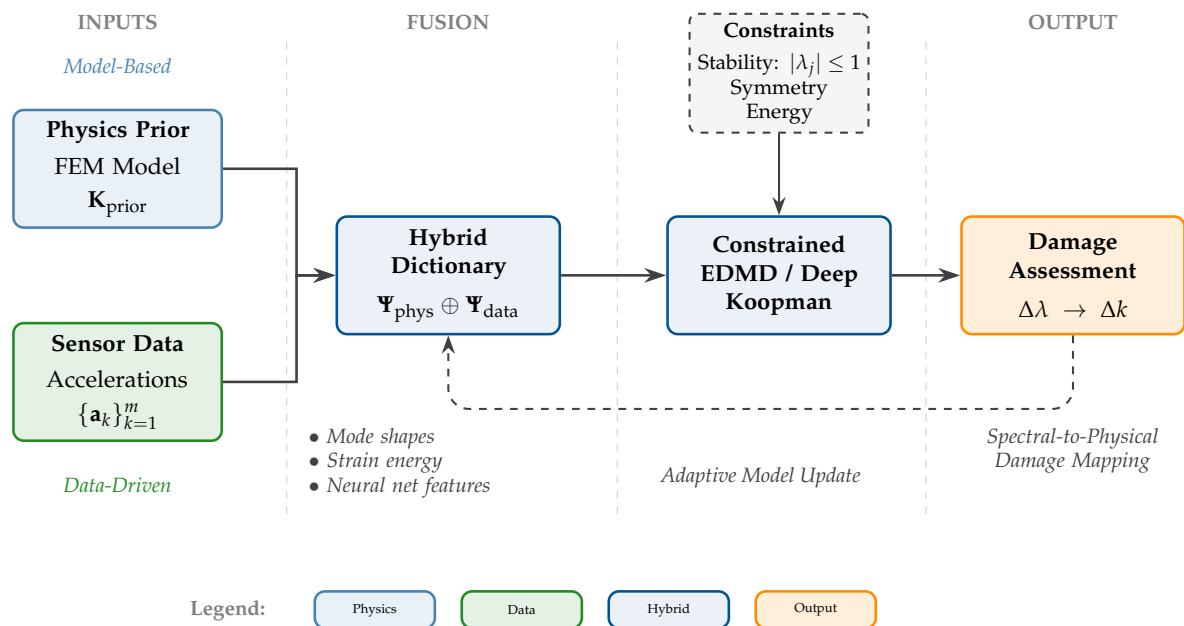 INPUTS
FUSION
OUTPUT
Model-Based
Physics Prior
FEM Model
K_prior
Sensor Data
Accelerations
{a_k}_{k=1}^m
Data-Driven
Hybrid
Dictionary
Ψ_phys ⊕ Ψ_data
● Mode shapes
● Strain energy
● Neural net features
Constraints
Stability: |λ_j| ≤ 1
Symmetry
Energy
Constrained
EDMD / Deep
Koopman
Adaptive Model Update
Damage
Assessment
Δλ → Δk
Spectral-to-Physical
Damage Mapping
Legend:
Physics
Data
Hybrid
Output